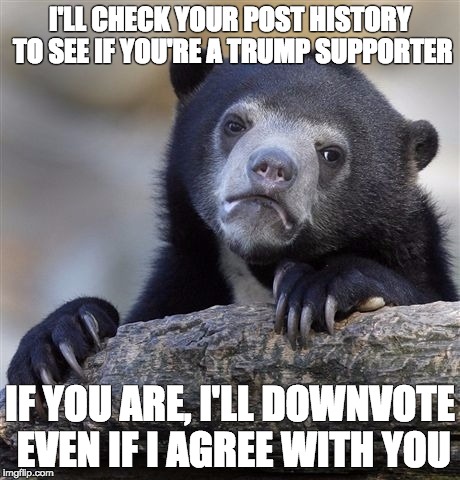 I'LL CHECK YOUR POST HISTORY
TO SEE IF YOU'RE A TRUMP SUPPORTER
IF YOU ARE, I'LL DOWNVOTE
EVEN IF I AGREE WITH YOU
imgflip.com